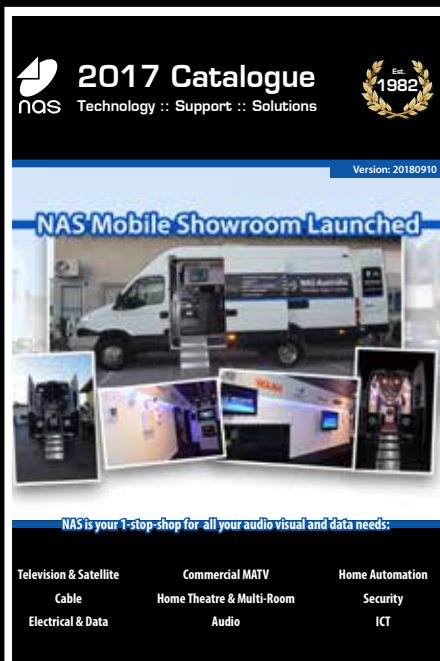 nas
2017 Catalogue
Technology :: Support :: Solutions
Est.
1982
Version: 20180910
NAS Mobile Showroom Launched
NAS Australia
NAS is your 1-stop-shop for all your audio visual and data needs:
Television & Satellite
Commercial MATV
Home Automation
Cable
Home Theatre & Multi-Room
Security
Electrical & Data
Audio
ICT